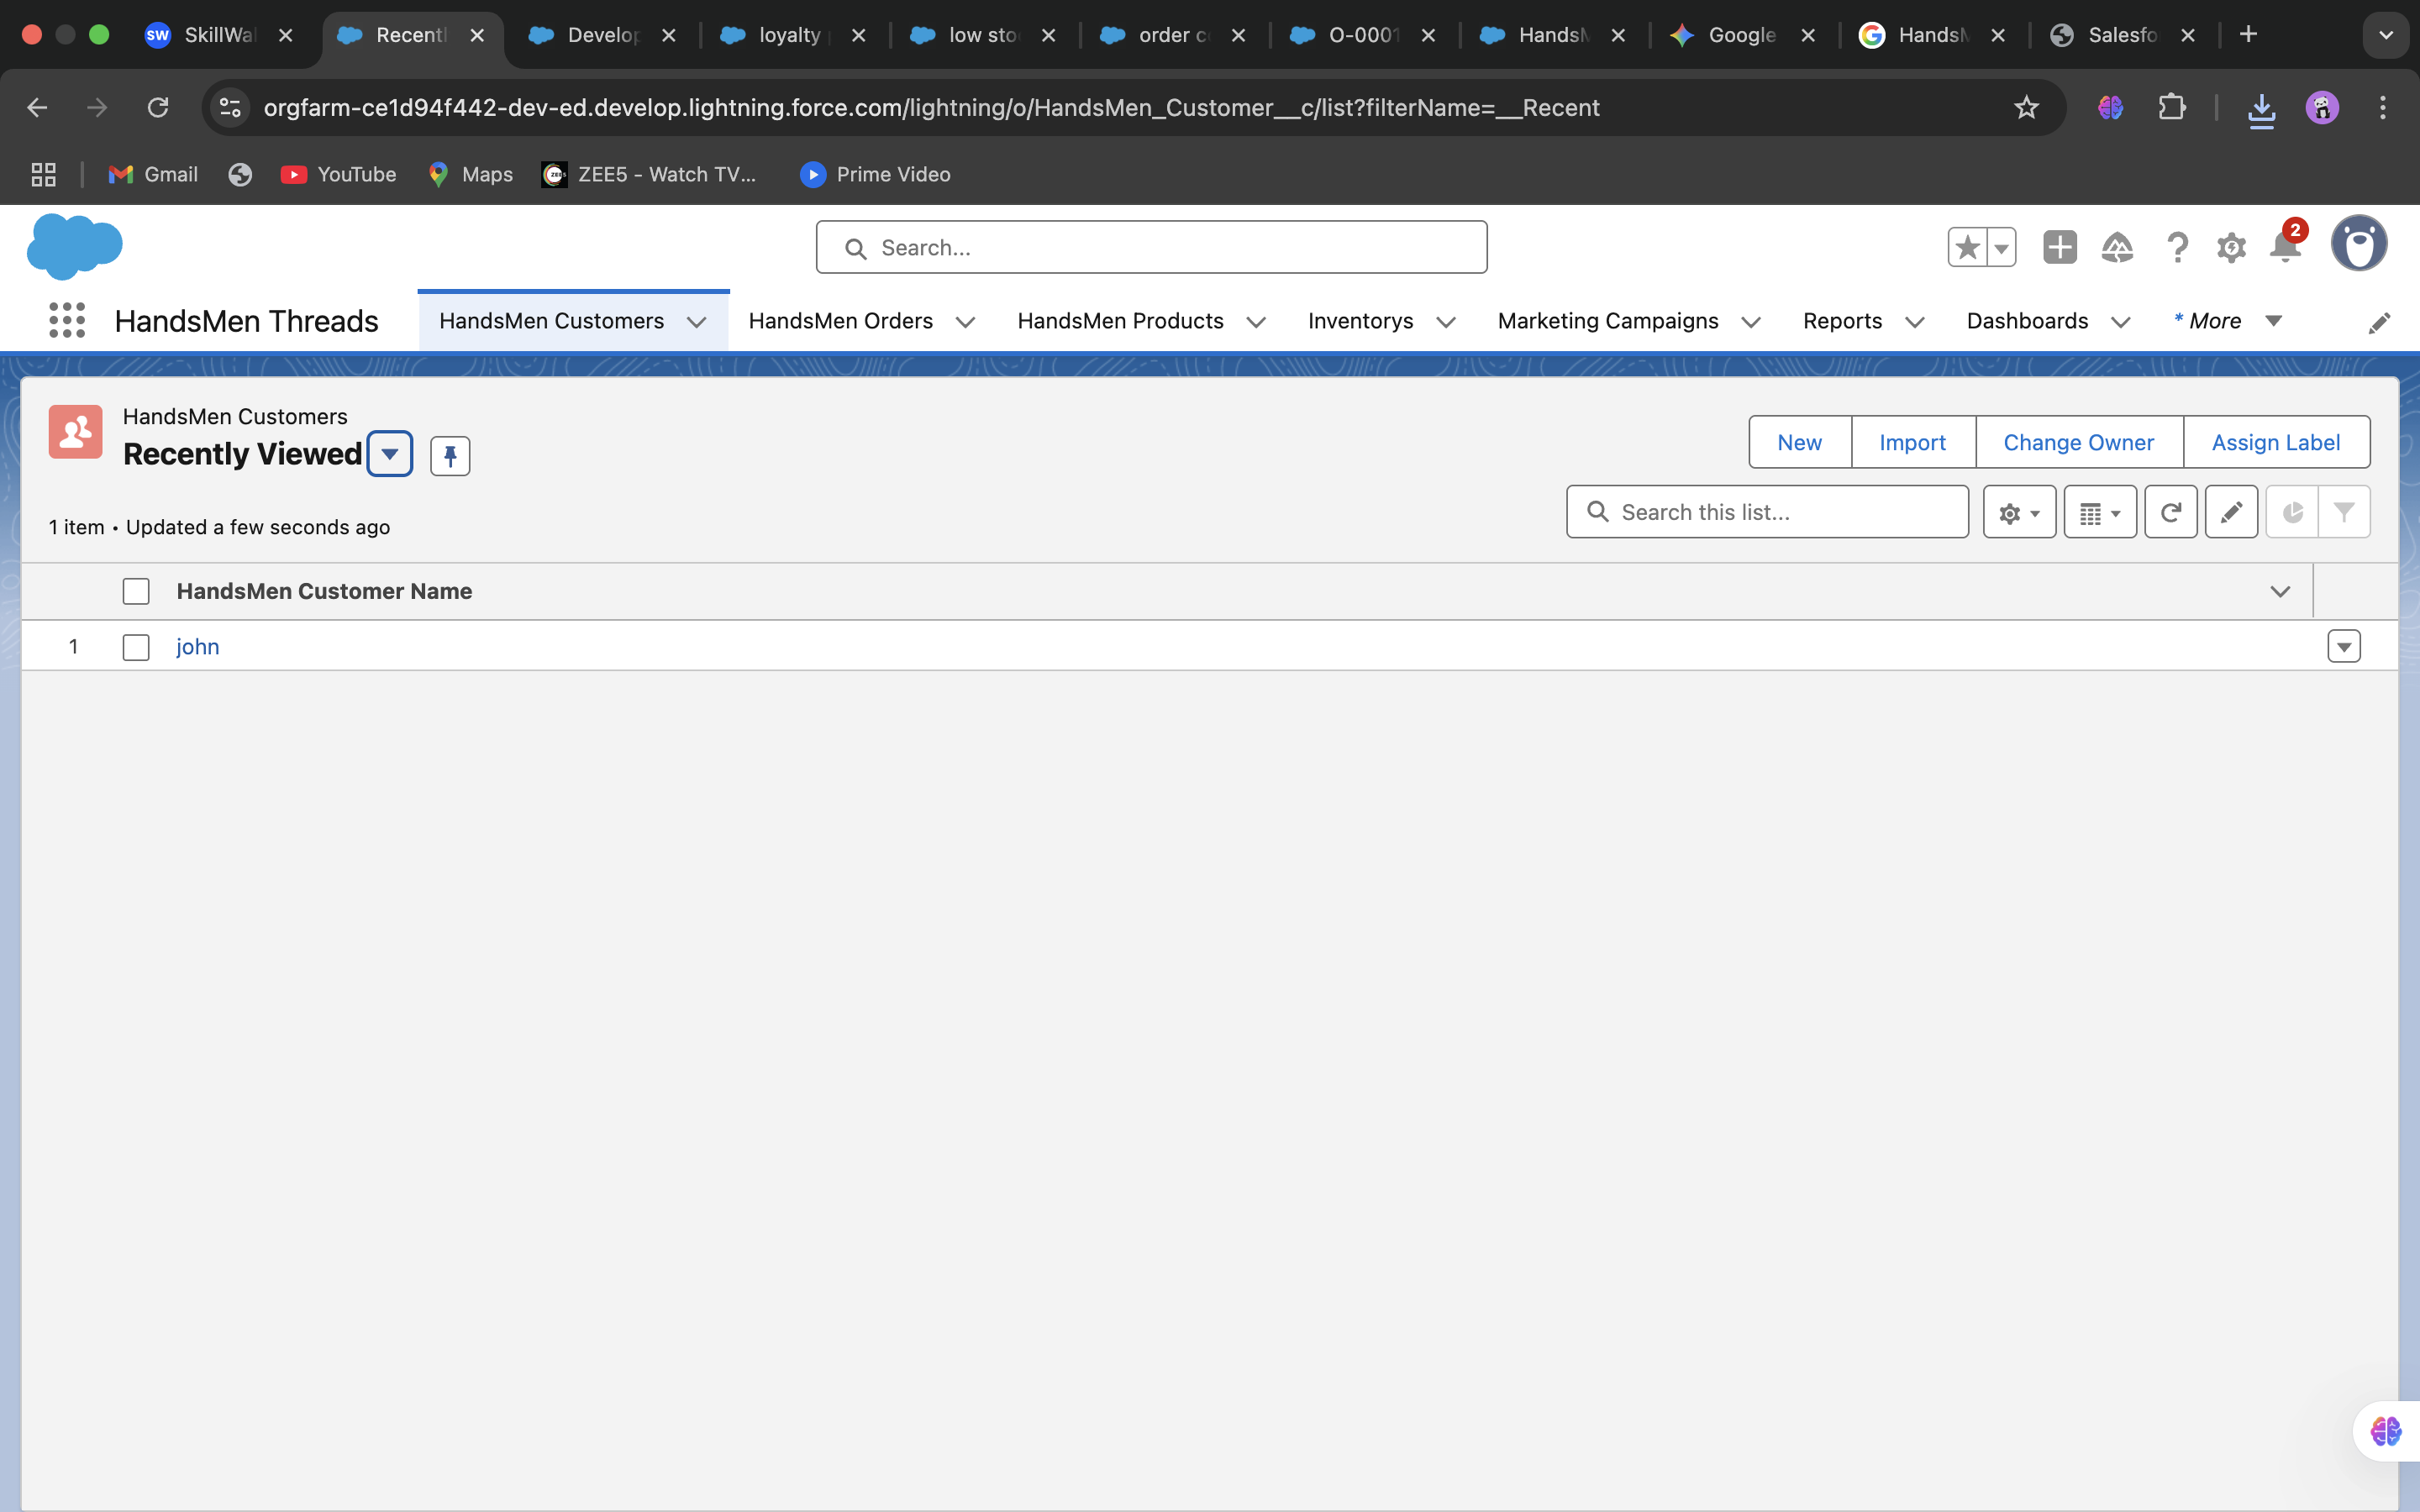 SW SkillWal Recentl Develop loyalty low sto order c O-0001 HandsM Google HandsM Salesfo
orgfarm-ce1d94f442-dev-ed.develop.lightning.force.com/lightning/o/HandsMen_Customer__c/list?filterName=__Recent
Gmail YouTube Maps ZEE5 - Watch TV... Prime Video
Search...
2
HandsMen Threads HandsMen Customers HandsMen Orders HandsMen Products Inventorys Marketing Campaigns Reports Dashboards * More
HandsMen Customers
Recently Viewed
New Import Change Owner Assign Label
1 item • Updated a few seconds ago
Search this list...
HandsMen Customer Name
1 john